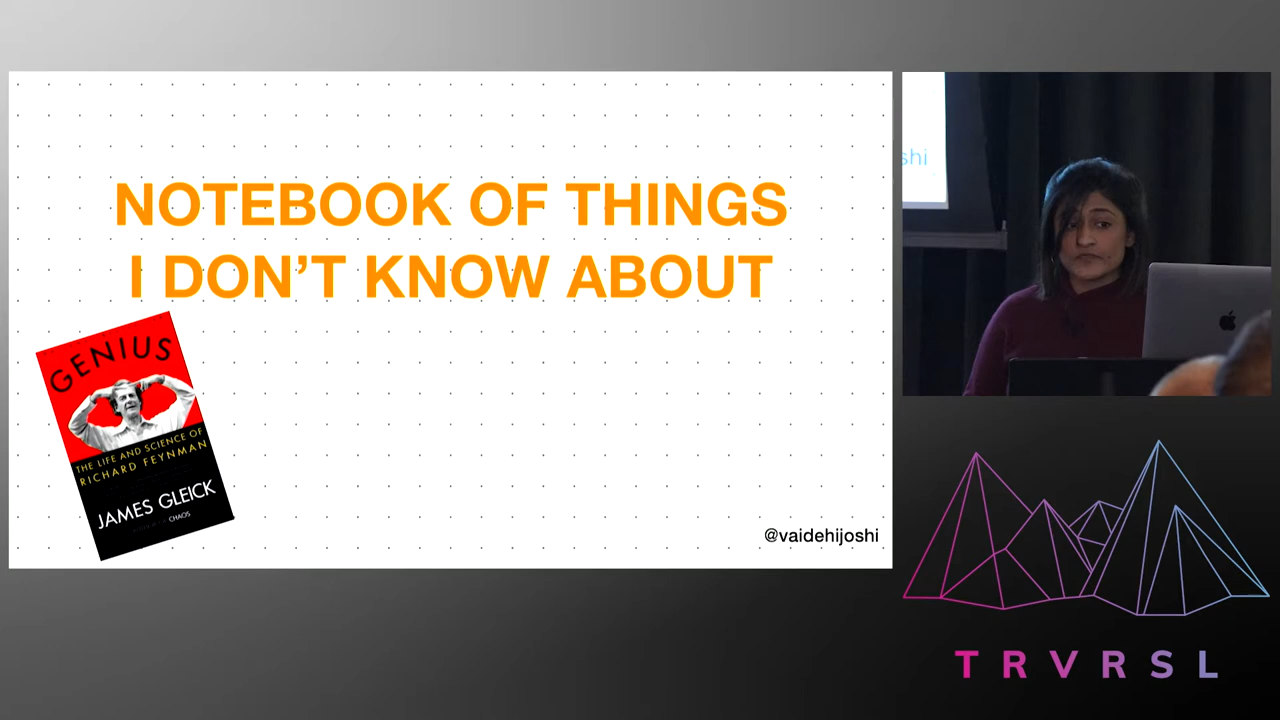 NOTEBOOK OF THINGS
I DON’T KNOW ABOUT
GENIUS
THE LIFE AND SCIENCE OF
RICHARD FEYNMAN
JAMES GLEICK
CHAOS
@vaidehijoshi
shi
TRVRSL